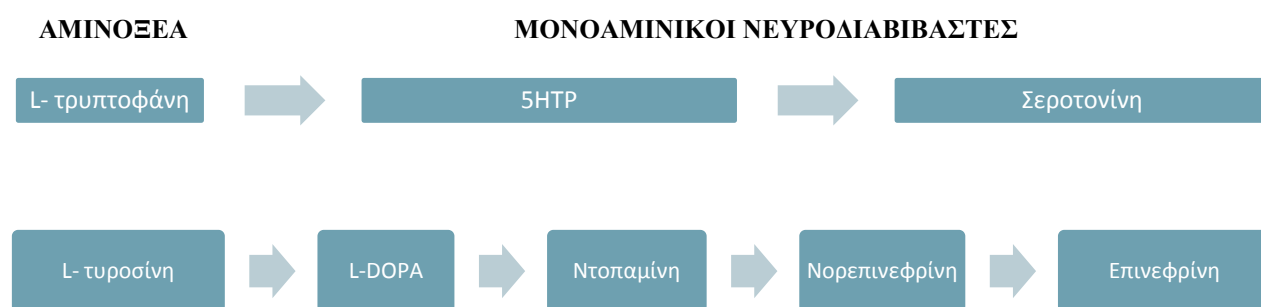 ΑΜΙΝΟΞΕΑ ΜΟΝΟΑΜΙΝΙΚΟΙ ΝΕΥΡΟΔΙΑΒΙΒΑΣΤΕΣ
L- τρυπτοφάνη 5HTP Σεροτονίνη
L- τυροσίνη L-DOPA Ντοπαμίνη Νορεπινεφρίνη Επινεφρίνη